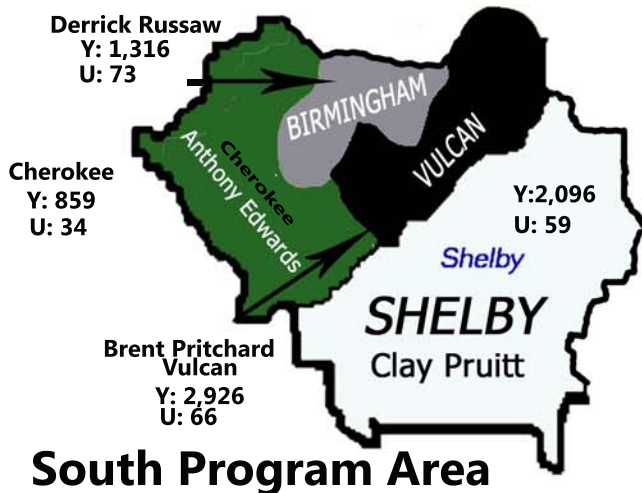 Derrick Russaw
Y: 1,316
U: 73
BIRMINGHAM
VULCAN
Cherokee
Anthony Edwards
Cherokee
Y: 859
U: 34
Y:2,096
U: 59
Shelby
SHELBY
Clay Pruitt
Brent Pritchard
Vulcan
Y: 2,926
U: 66
South Program Area